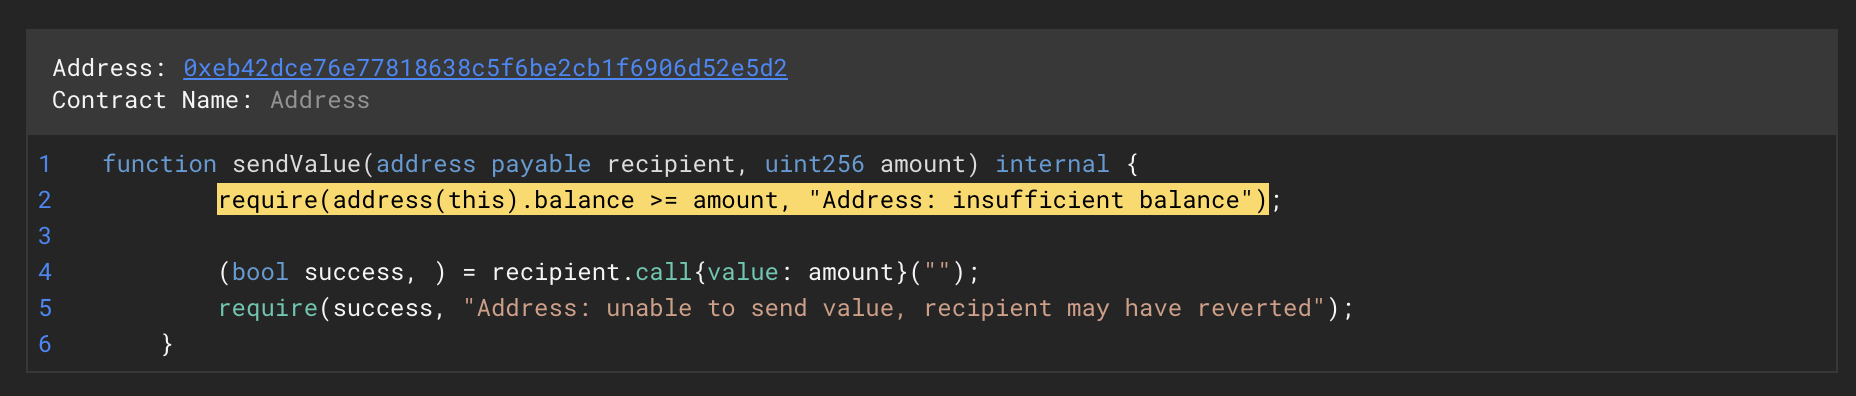 Address: 0xeb42dce76e77818638c5f6be2cb1f6906d52e5d2
Contract Name: Address
1 function sendValue(address payable recipient, uint256 amount) internal {
2 require(address(this).balance >= amount, "Address: insufficient balance");
3
4 (bool success, ) = recipient.call{value: amount}("");
5 require(success, "Address: unable to send value, recipient may have reverted");
6 }